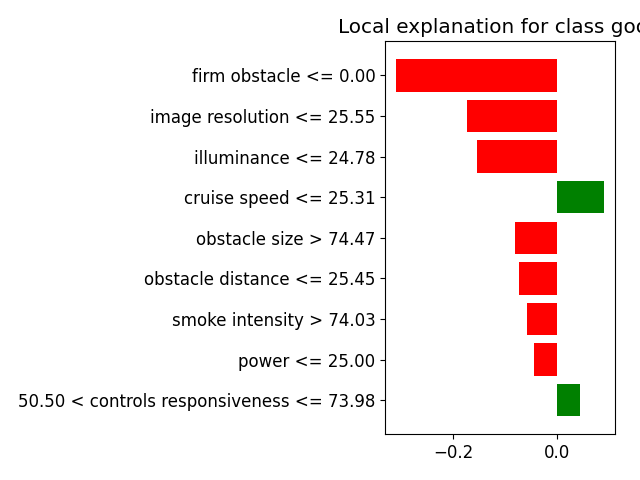 Local explanation for class goo
firm obstacle <= 0.00
image resolution <= 25.55
illuminance <= 24.78
cruise speed <= 25.31
obstacle size > 74.47
obstacle distance <= 25.45
smoke intensity > 74.03
power <= 25.00
50.50 < controls responsiveness <= 73.98
−0.2 0.0